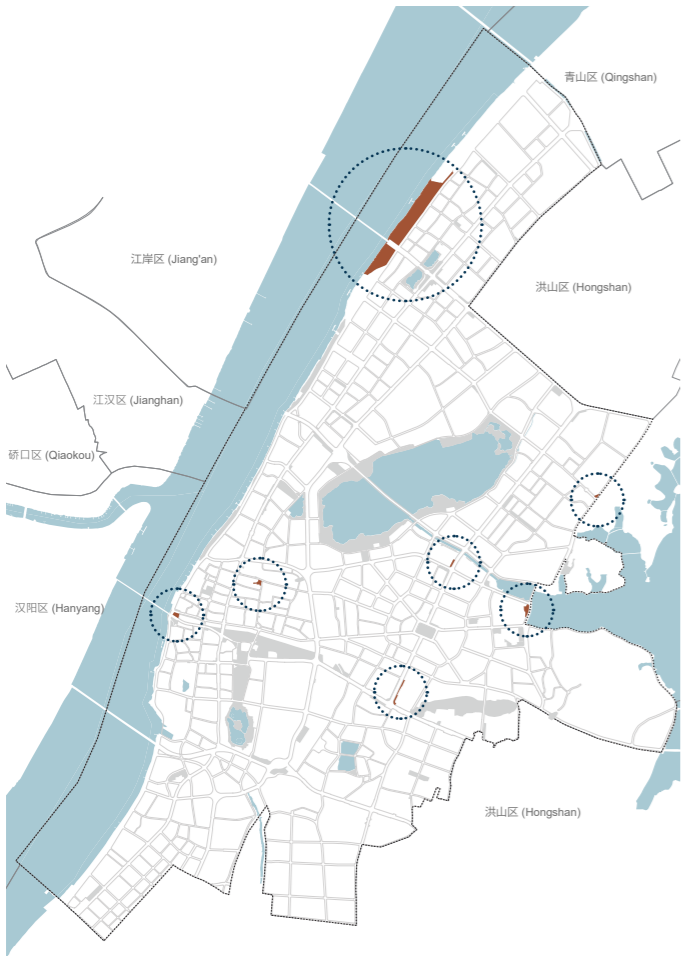 青山区 (Qingshan)
江岸区 (Jiang'an)
洪山区 (Hongshan)
江汉区 (Jianghan)
硚口区 (Qiaokou)
汉阳区 (Hanyang)
洪山区 (Hongshan)